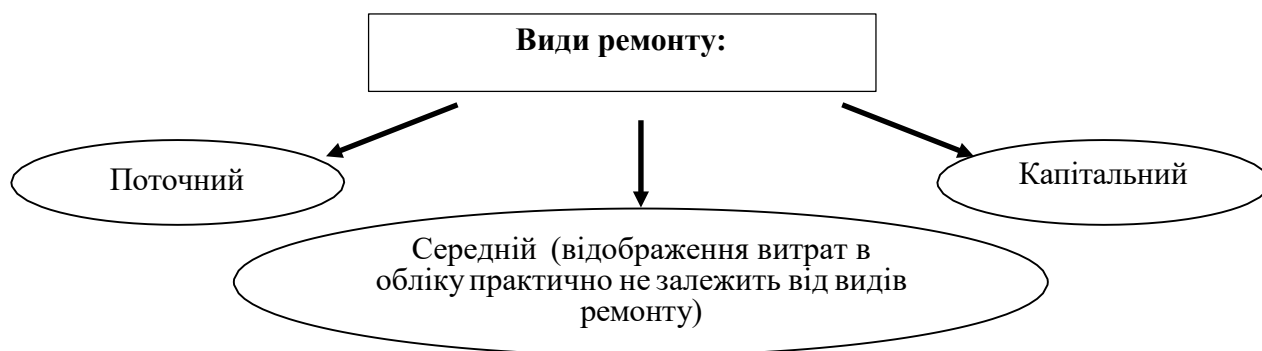 Види ремонту:
Поточний
Капітальний
Середній (відображення витрат в
обліку практично не залежить від видів
ремонту)